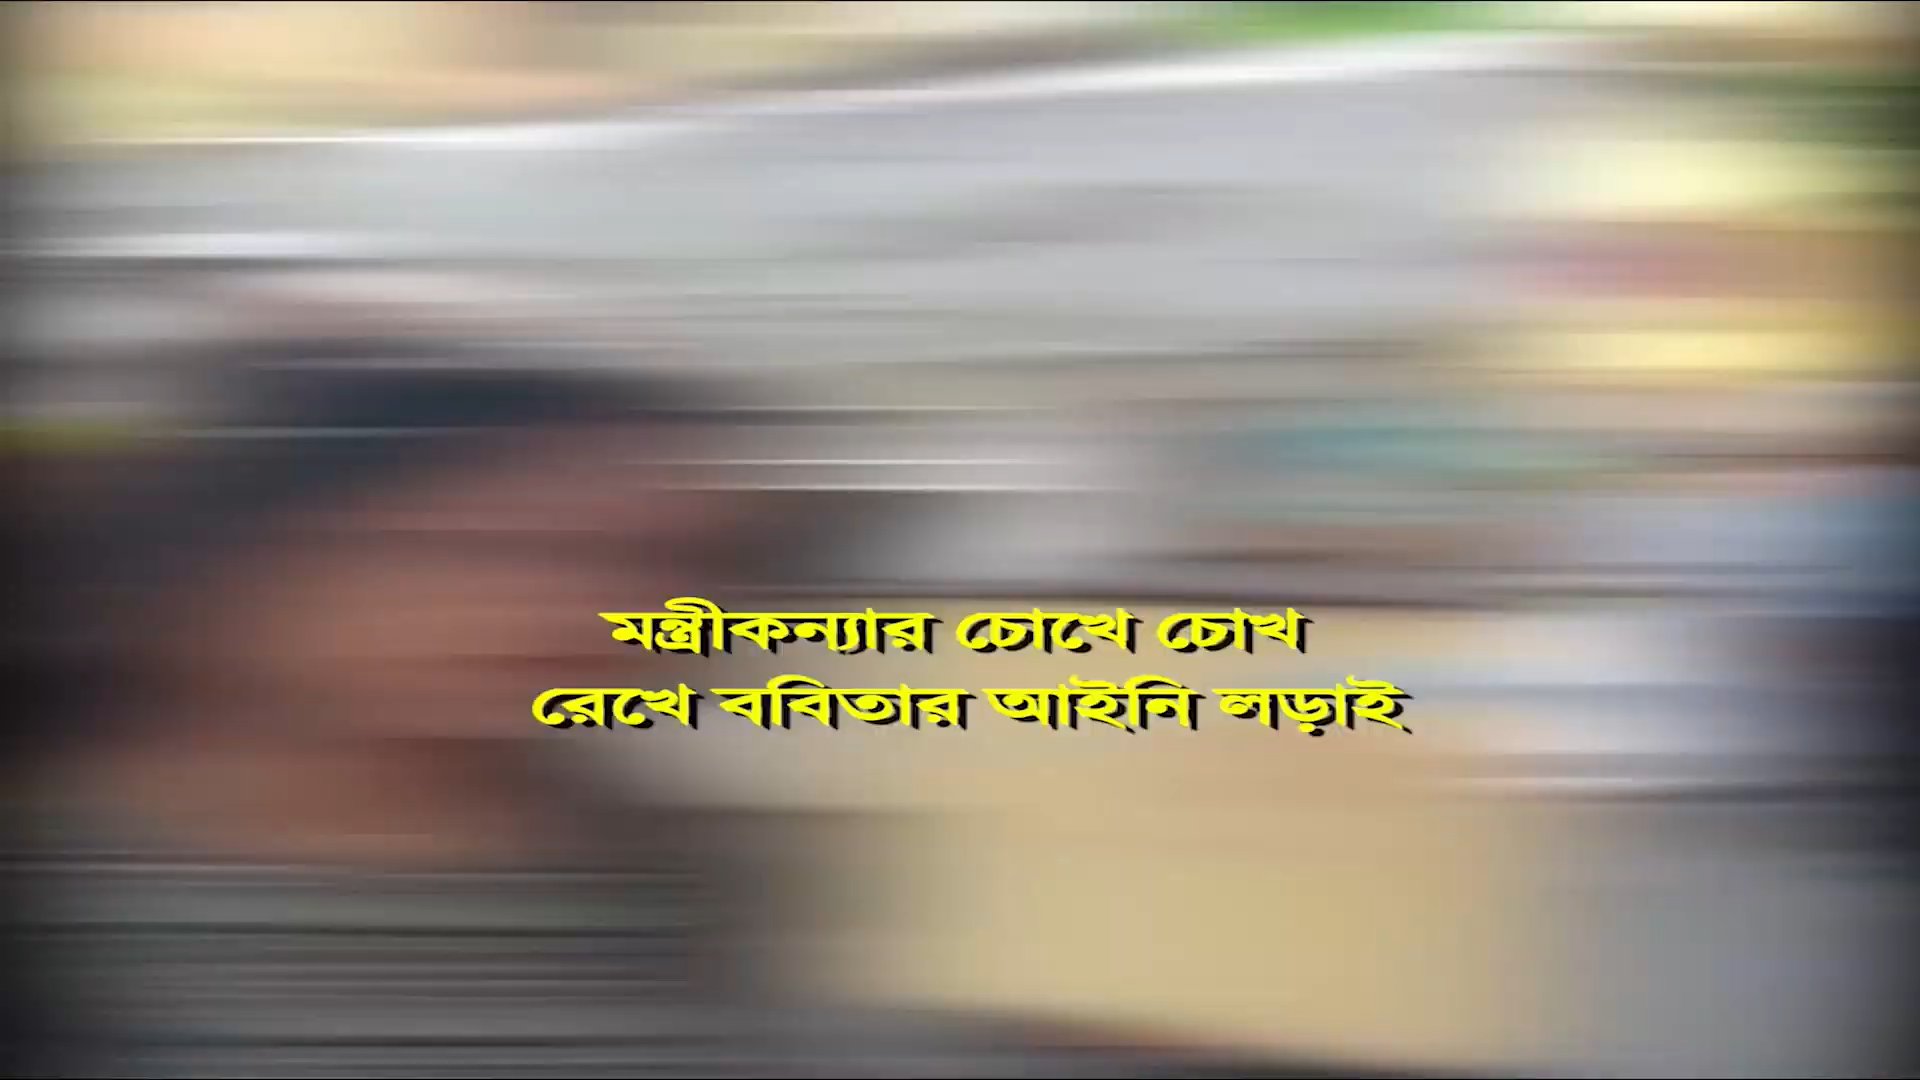 মন্ত্রীকন্যার চোখে চোখ
রেখে ববিতার আইনি লড়াই